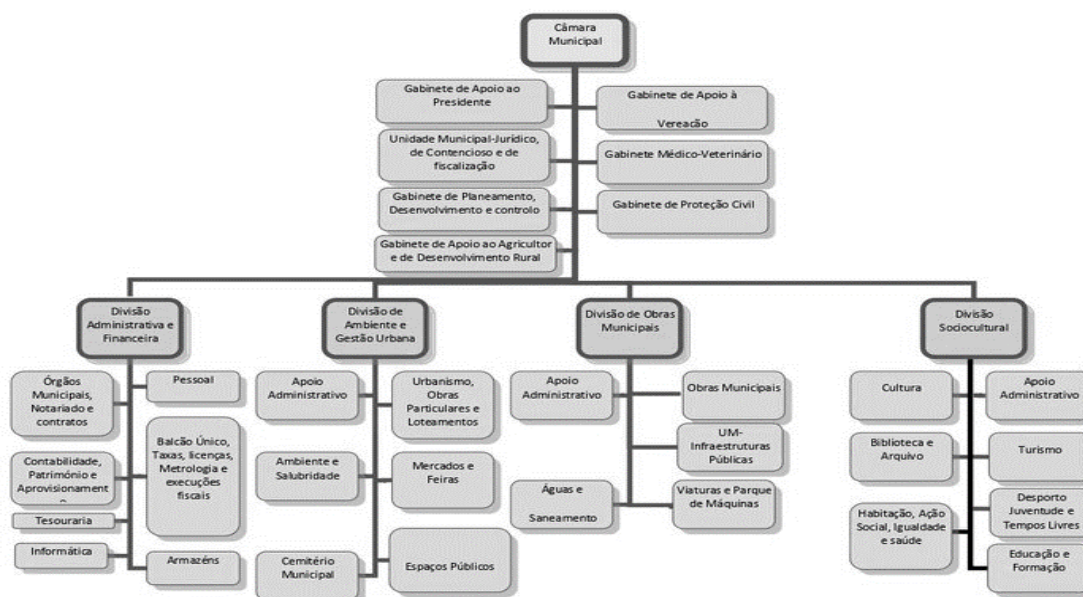 Câmara
Municipal
Gabinete de Apoio ao
Presidente
Gabinete de Apoio à
Vereação
Unidade Municipal-Jurídico,
de Contencioso e de
fiscalização
Gabinete Médico-Veterinário
Gabinete de Planeamento,
Desenvolvimento e controlo
Gabinete de Proteção Civil
Gabinete de Apoio ao Agricultor
e de Desenvolvimento Rural
Divisão
Administrativa e
Financeira
Divisão de
Ambiente e
Gestão Urbana
Divisão de Obras
Municipais
Divisão
Sociocultural
Órgãos
Municipais,
Notariado e
contratos
Pessoal
Contabilidade,
Património e
Aprovisionament
Balcão Único,
Taxas, licenças,
Metrologia e
execuções
fiscais
Tesouraria
Informática
Armazéns
Apoio
Administrativo
Urbanismo,
Obras
Particulares e
Loteamentos
Ambiente e
Salubridade
Mercados e
Feiras
Cemitério
Municipal
Espaços Públicos
Apoio
Administrativo
Obras Municipais
UM-
Infraestruturas
Públicas
Águas e
Saneamento
Viaturas e Parque
de Máquinas
Cultura
Apoio
Administrativo
Biblioteca e
Arquivo
Turismo
Habitação, Ação
Social, Igualdade
e saúde
Desporto
Juventude e
Tempos Livres
Educação e
Formação